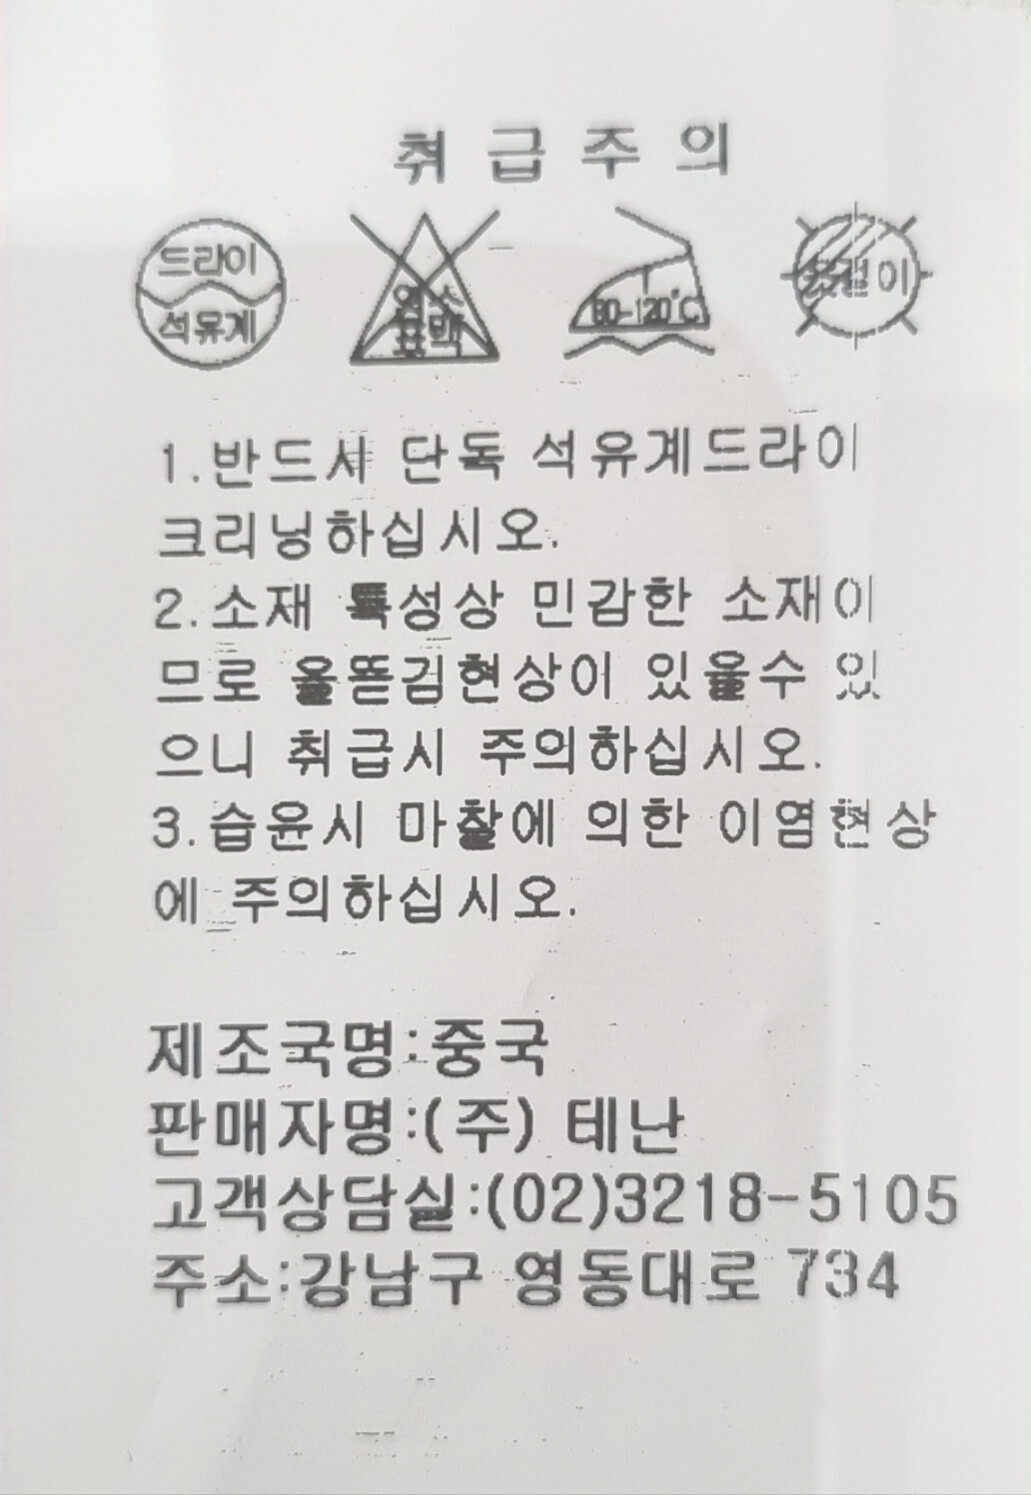 취급주의
드라이
석유계
염소
표백
80-120℃
옷걸이
1.반드시 단독 석유계드라이
크리닝하십시오.
2.소재 특성상 민감한 소재이
므로 올뜯김현상이 있을수 있
으니 취급시 주의하십시오.
3.습윤시 마찰에 의한 이염현상
에 주의하십시오.
제조국명:중국
판매자명:(주) 테난
고객상담실:(02)3218-5105
주소:강남구 영동대로 734